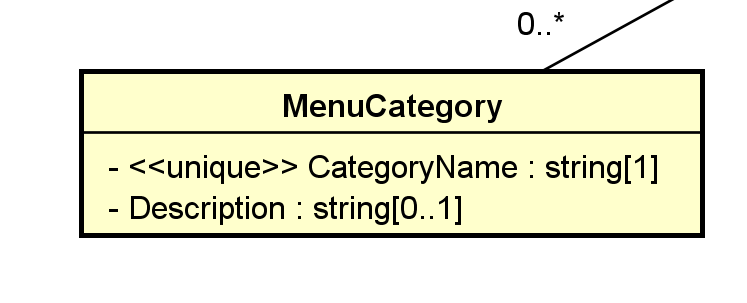 0..*
MenuCategory
- <<unique>> CategoryName : string[1]
- Description : string[0..1]